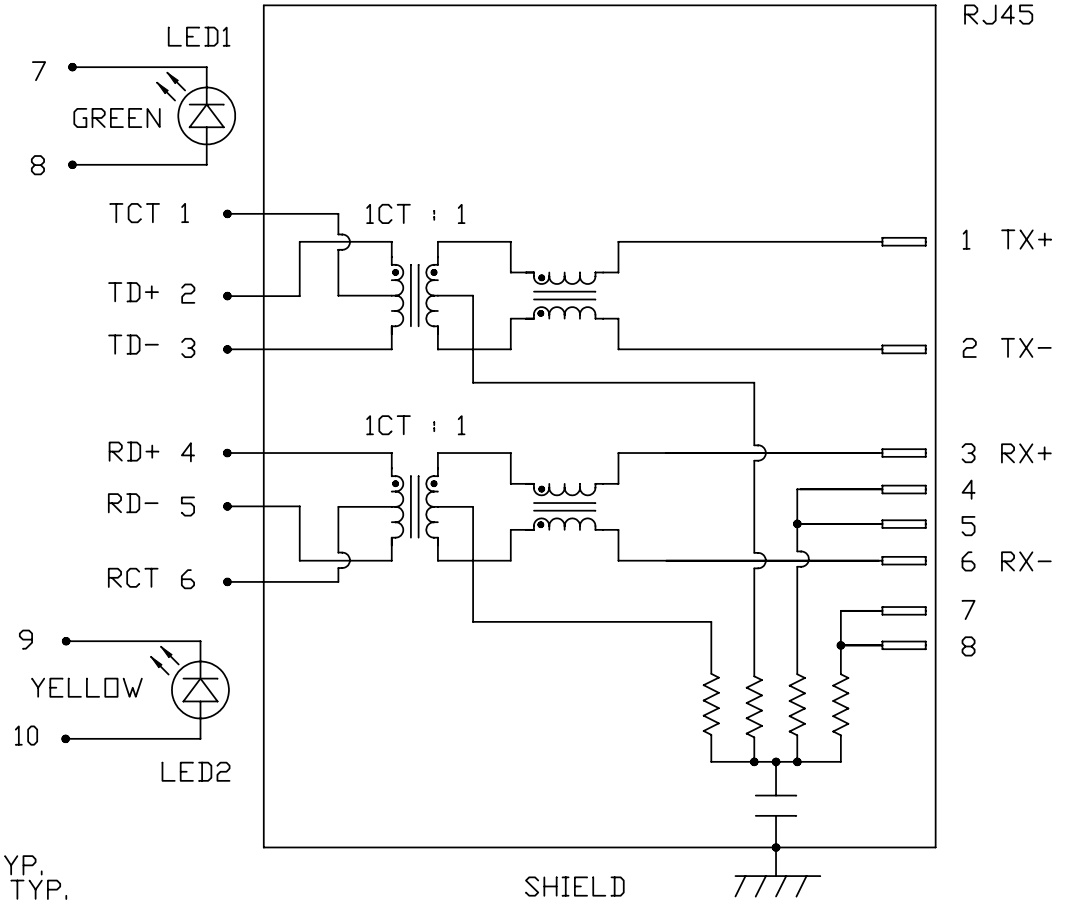 RJ45
LED1
7
GREEN
8
TCT 1
1CT : 1
1 TX+
TD+ 2
TD- 3
2 TX-
1CT : 1
RD+ 4
3 RX+
4
RD- 5
5
6 RX-
RCT 6
7
9
8
YELLOW
10
LED2
YP.
TYP.
SHIELD